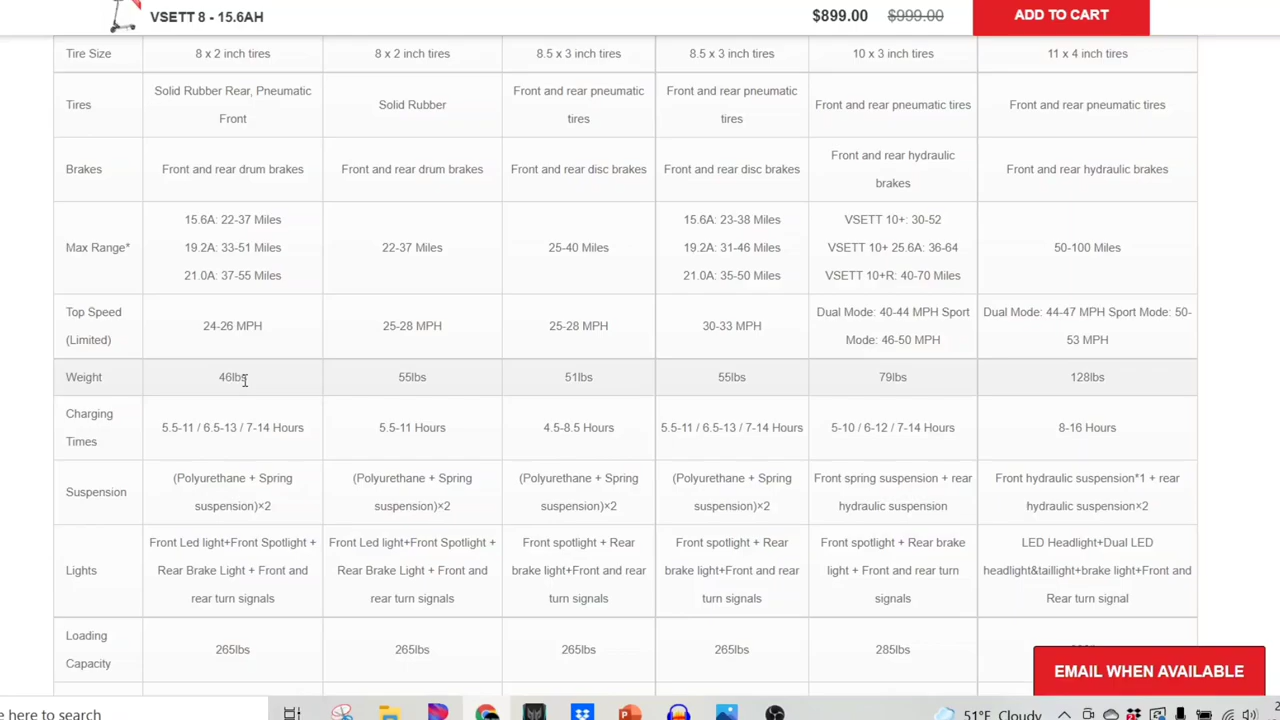 VSETT 8 - 15.6AH
$899.00 $999.00 ADD TO CART
Tire Size 8 x 2 inch tires 8 x 2 inch tires 8.5 x 3 inch tires 8.5 x 3 inch tires 10 x 3 inch tires 11 x 4 inch tires
Tires
Solid Rubber Rear, Pneumatic
Front
Solid Rubber
Front and rear pneumatic
tires
Front and rear pneumatic
tires
Front and rear pneumatic tires
Front and rear pneumatic tires
Brakes
Front and rear drum brakes
Front and rear drum brakes
Front and rear disc brakes
Front and rear disc brakes
Front and rear hydraulic
brakes
Front and rear hydraulic brakes
Max Range*
15.6A: 22-37 Miles
19.2A: 33-51 Miles
21.0A: 37-55 Miles
22-37 Miles
25-40 Miles
15.6A: 23-38 Miles
19.2A: 31-46 Miles
21.0A: 35-50 Miles
VSETT 10+: 30-52
VSETT 10+ 25.6A: 36-64
VSETT 10+R: 40-70 Miles
50-100 Miles
Top Speed
(Limited)
24-26 MPH
25-28 MPH
25-28 MPH
30-33 MPH
Dual Mode: 40-44 MPH Sport
Mode: 46-50 MPH
Dual Mode: 44-47 MPH Sport Mode: 50-
53 MPH
Weight 46lbs 55lbs 51lbs 55lbs 79lbs 128lbs
Charging
Times
5.5-11 / 6.5-13 / 7-14 Hours
5.5-11 Hours
4.5-8.5 Hours
5.5-11 / 6.5-13 / 7-14 Hours
5-10 / 6-12 / 7-14 Hours
8-16 Hours
Suspension
(Polyurethane + Spring
suspension)×2
(Polyurethane + Spring
suspension)×2
(Polyurethane + Spring
suspension)×2
(Polyurethane + Spring
suspension)×2
Front spring suspension + rear
hydraulic suspension
Front hydraulic suspension*1 + rear
hydraulic suspension×2
Lights
Front Led light+Front Spotlight +
Rear Brake Light + Front and
rear turn signals
Front Led light+Front Spotlight +
Rear Brake Light + Front and
rear turn signals
Front spotlight + Rear
brake light+Front and rear
turn signals
Front spotlight + Rear
brake light+Front and rear
turn signals
Front spotlight + Rear brake
light + Front and rear turn
signals
LED Headlight+Dual LED
headlight&taillight+brake light+Front and
Rear turn signal
Loading
Capacity
265lbs
265lbs
265lbs
265lbs
285lbs
EMAIL WHEN AVAILABLE
e here to search
51°F Cloudy